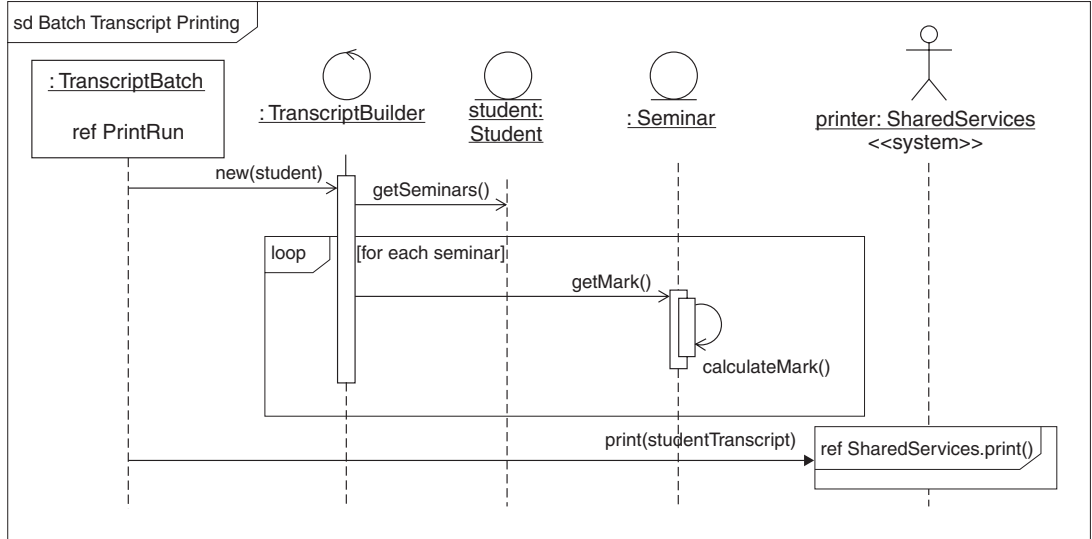 sd Batch Transcript Printing
: TranscriptBatch
ref PrintRun
: TranscriptBuilder
student:
Student
: Seminar
printer: SharedServices
<<system>>
new(student)
getSeminars()
loop
[for each seminar]
getMark()
calculateMark()
print(studentTranscript)
ref SharedServices.print()